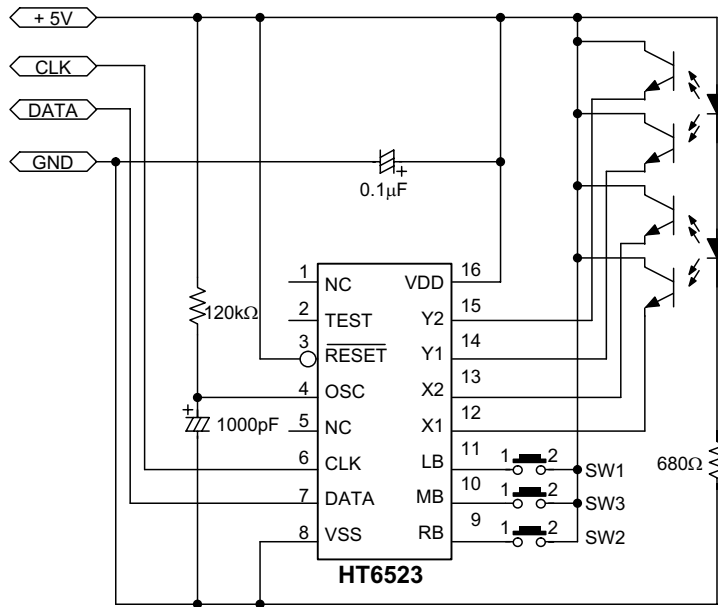 + 5V
CLK
DATA
GND
0.1µF
120kΩ
1000pF
1 NC VDD 16
2 TEST Y2 15
3 RESET Y1 14
4 OSC X2 13
5 NC X1 12
6 CLK LB 11
7 DATA MB 10
8 VSS RB 9
HT6523
1 2 SW1
1 2 SW3
1 2 SW2
680Ω
+
+